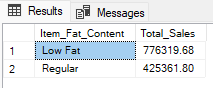 Results Messages
Item_Fat_Content Total_Sales
1 Low Fat 776319.68
2 Regular 425361.80